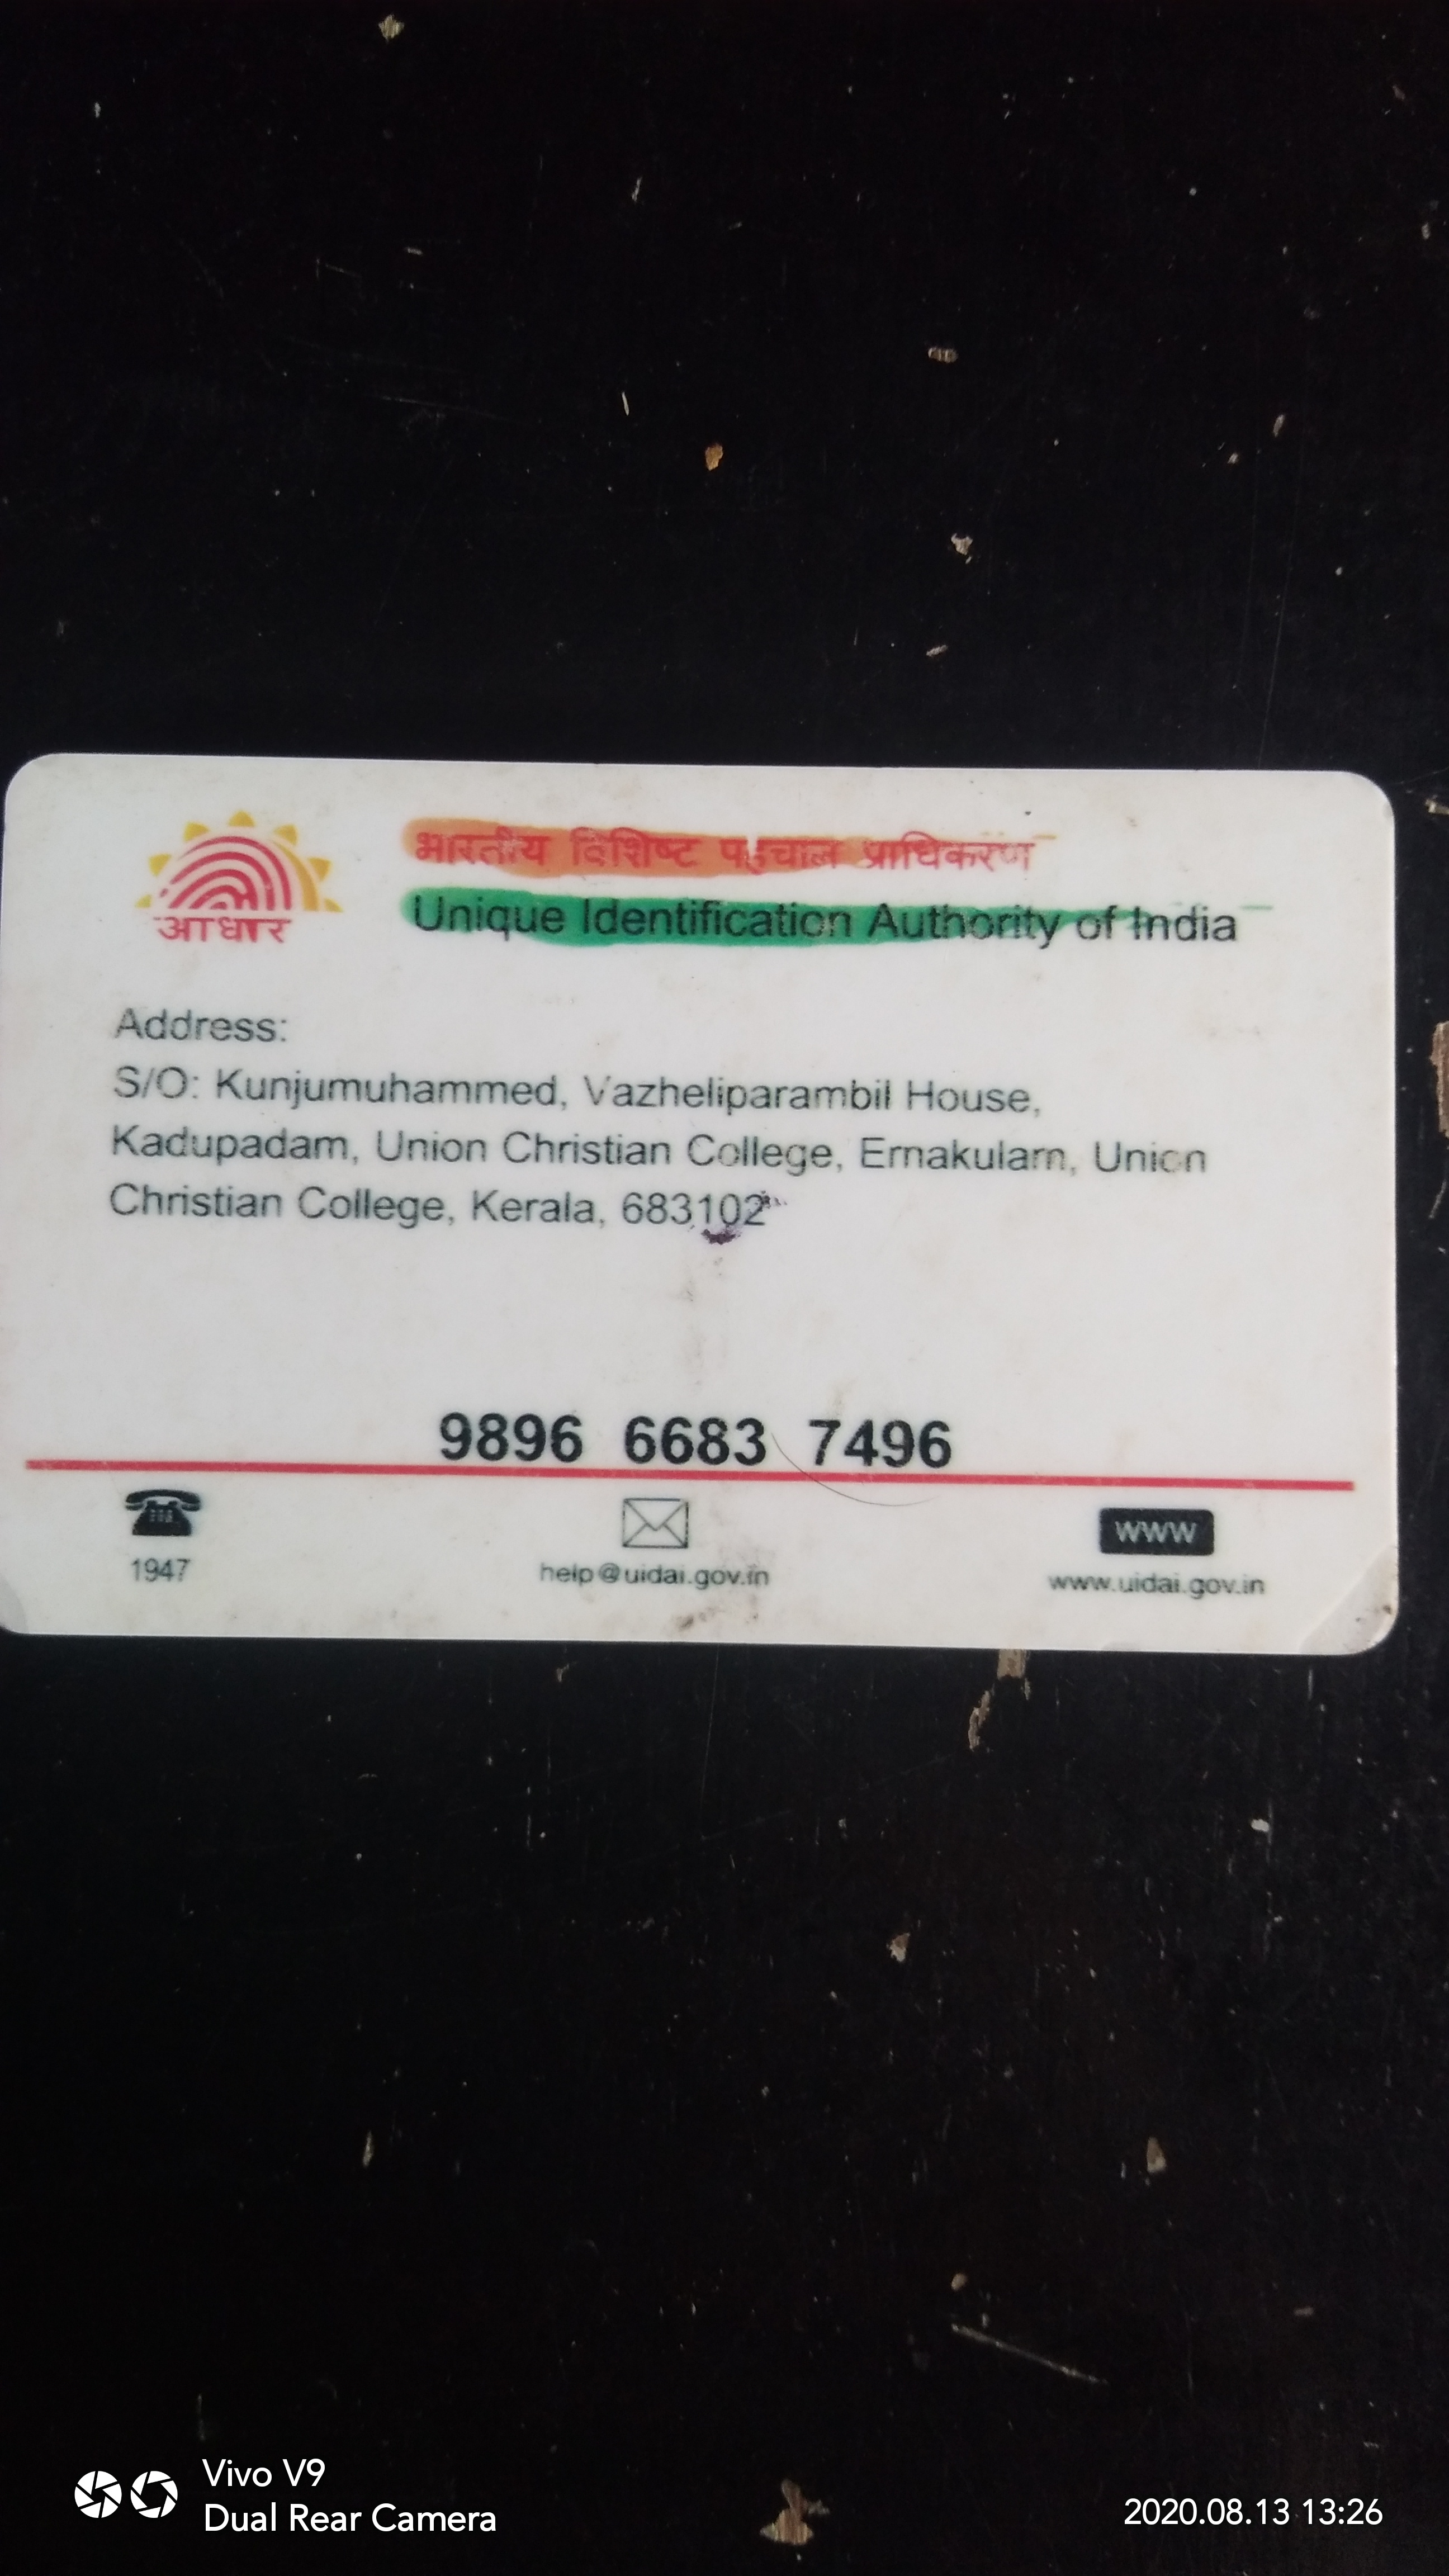 आधार
भारतीय विशिष्ट पहचान प्राधिकरण
Unique Identification Authority of India
Address:
S/O: Kunjumuhammed, Vazheliparambil House,
Kadupadam, Union Christian College, Ernakulam, Union
Christian College, Kerala, 683102
9896 6683 7496
1947
help@uidai.gov.in
WWW
www.uidai.gov.in
Vivo V9
Dual Rear Camera
2020.08.13 13:26